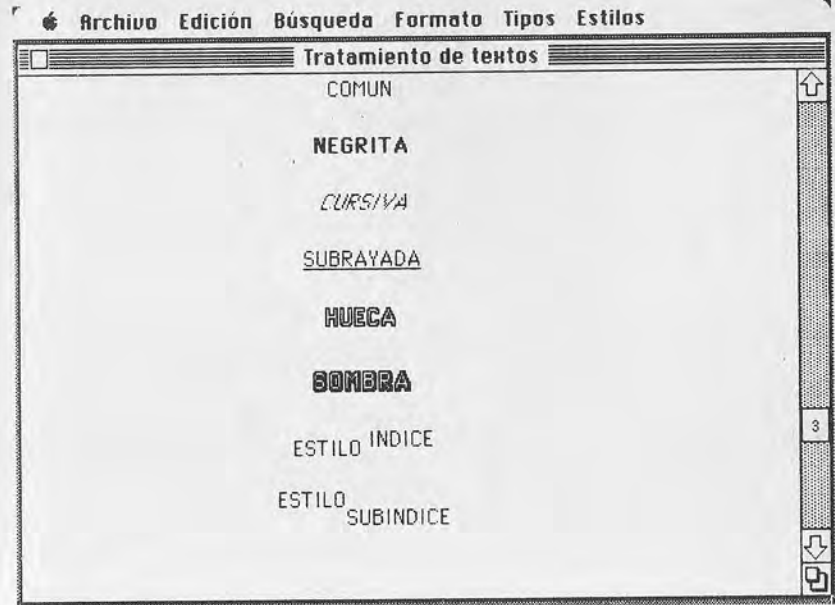 Archivo Edición Búsqueda Formato Tipos Estilos
Tratamiento de textos
COMUN
NEGRITA
CURSIVA
SUBRAYADA
HUECA
SOMBRA
ESTILO INDICE
3
ESTILO SUBINDICE